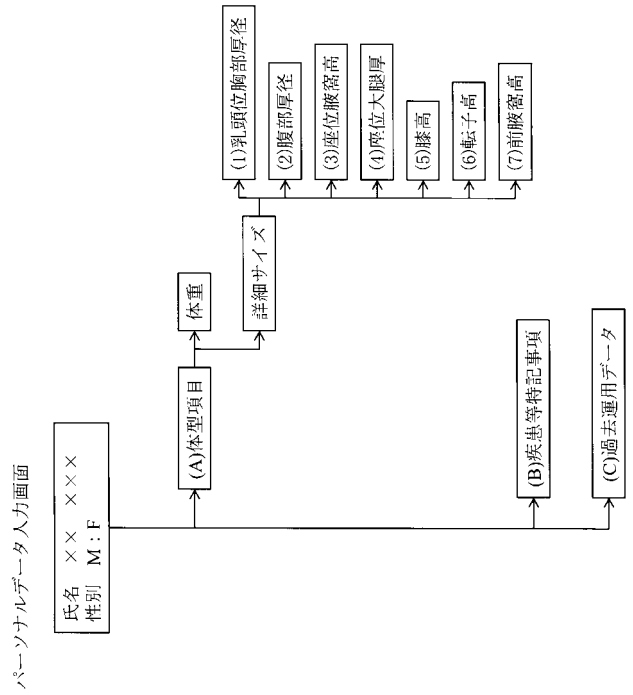 パーソナルデータ入力画面
氏名 ×× ×××
性別 M:F
(A)体型項目
体重
詳細サイズ
(1)乳頭位胸部厚径
(2)腹部厚径
(3)座位腋窩高
(4)座位大腿厚
(5)膝高
(6)転子高
(7)前腋窩高
(B)疾患等特記事項
(C)過去運用データ